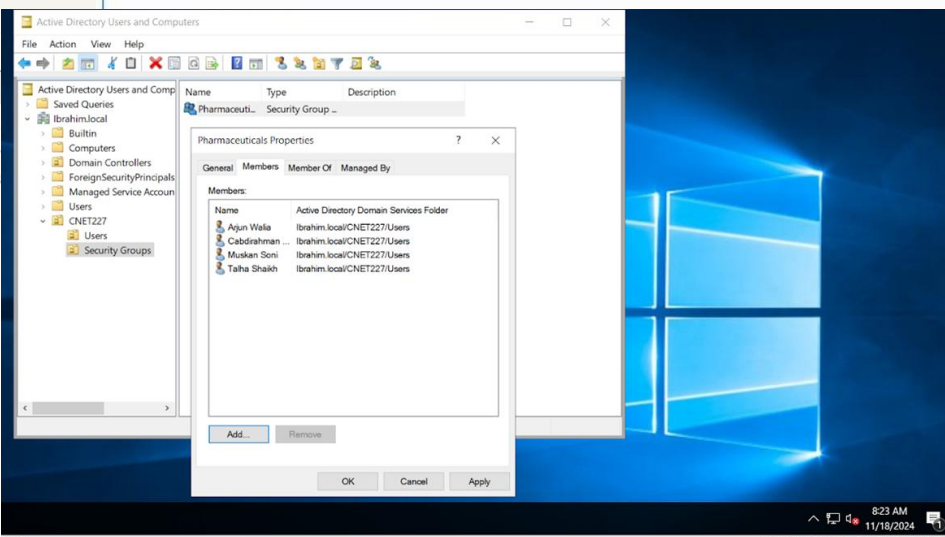 Active Directory Users and Computers
File Action View Help
Active Directory Users and Comp
Saved Queries
Ibrahim.local
Builtin
Computers
Domain Controllers
ForeignSecurityPrincipals
Managed Service Accoun
Users
CNET227
Users
Security Groups
Name Type Description
Pharmaceuti... Security Group ...
Pharmaceuticals Properties ?
General Members Member Of Managed By
Members:
Name Active Directory Domain Services Folder
Arjun Walia Ibrahim.local/CNET227/Users
Cabdirahman ... Ibrahim.local/CNET227/Users
Muskan Soni Ibrahim.local/CNET227/Users
Talha Shaikh Ibrahim.local/CNET227/Users
Add... Remove
OK Cancel Apply
8:23 AM
11/18/2024
1